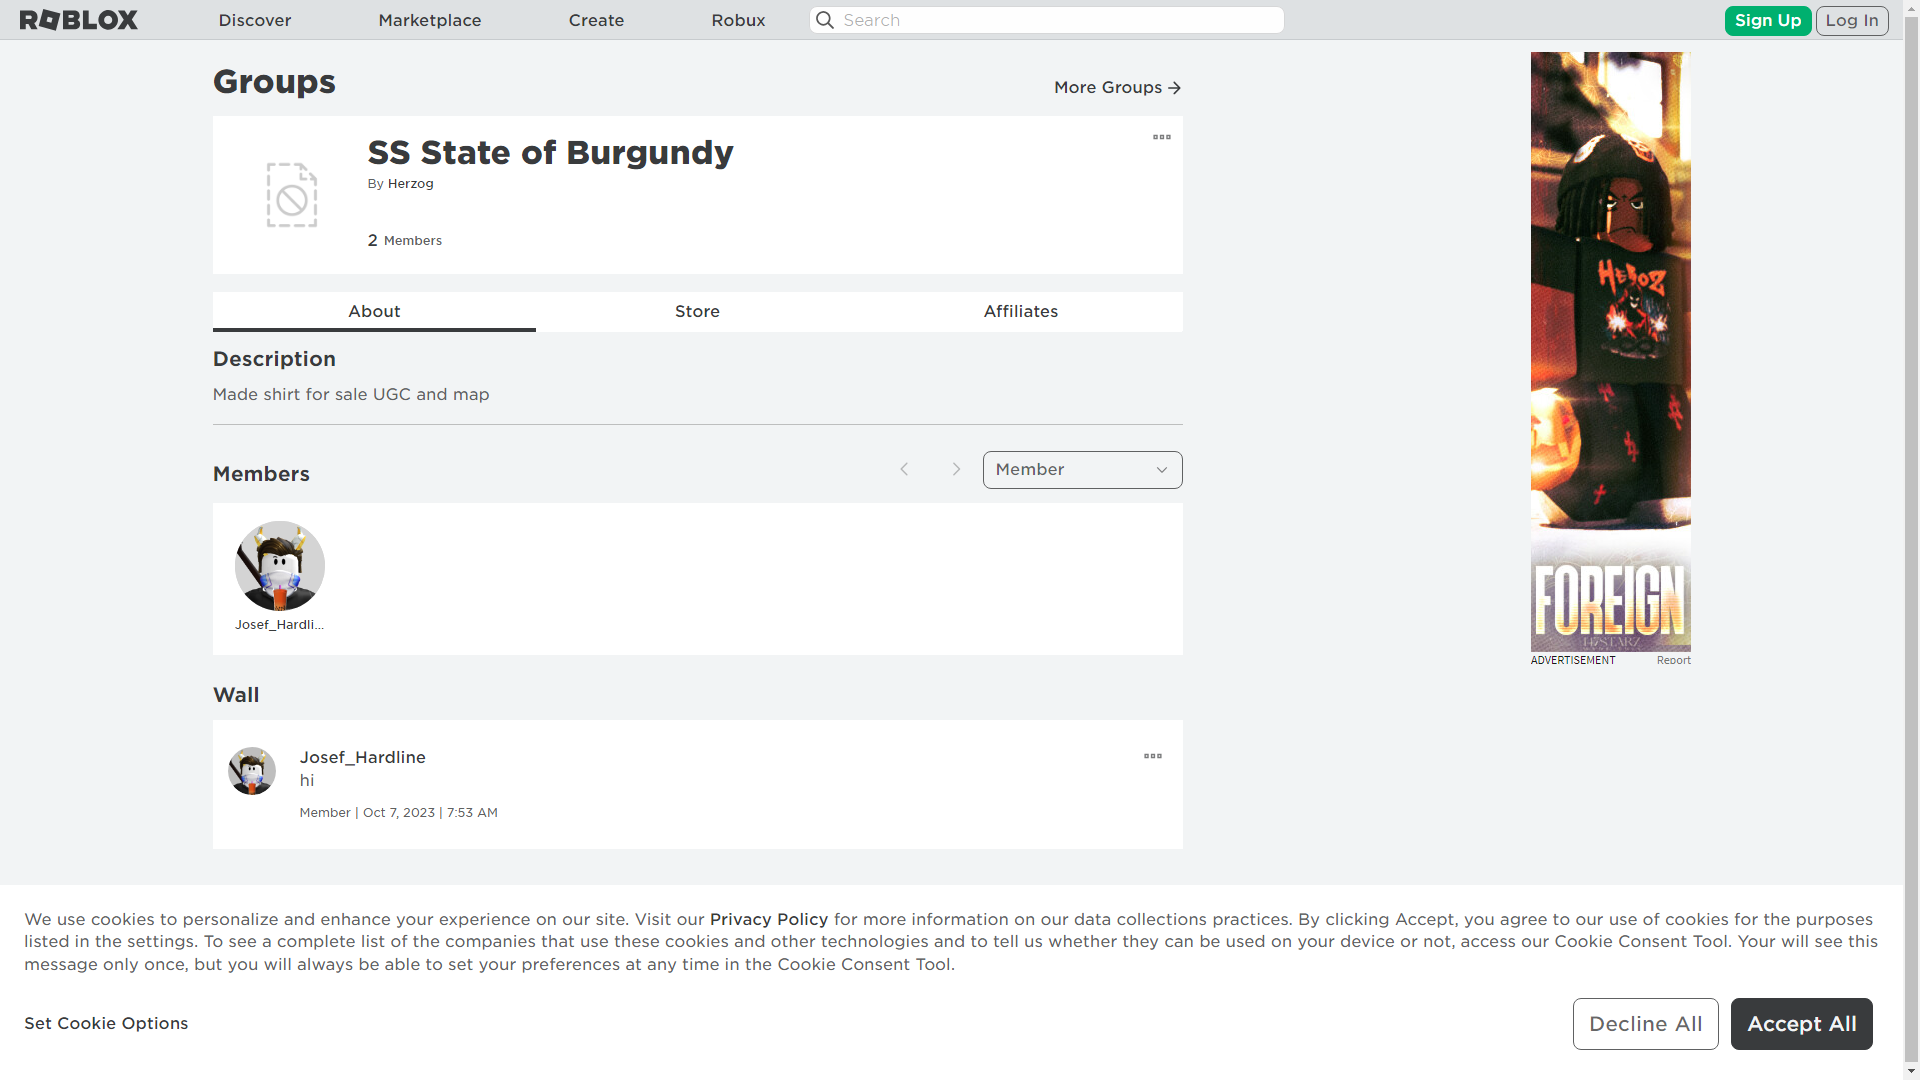 ROBLOX Discover Marketplace Create Robux Search Sign Up Log In
Groups
More Groups
SS State of Burgundy
By Herzog
2 Members
About Store Affiliates
Description
Made shirt for sale UGC and map
Members
Member
Josef_Hardli...
Wall
Josef_Hardline
hi
Member | Oct 7, 2023 | 7:53 AM
HEROZ
FOREIGN
ADVERTISEMENT Report
We use cookies to personalize and enhance your experience on our site. Visit our Privacy Policy for more information on our data collections practices. By clicking Accept, you agree to our use of cookies for the purposes
listed in the settings. To see a complete list of the companies that use these cookies and other technologies and to tell us whether they can be used on your device or not, access our Cookie Consent Tool. Your will see this
message only once, but you will always be able to set your preferences at any time in the Cookie Consent Tool.
Set Cookie Options
Decline All
Accept All